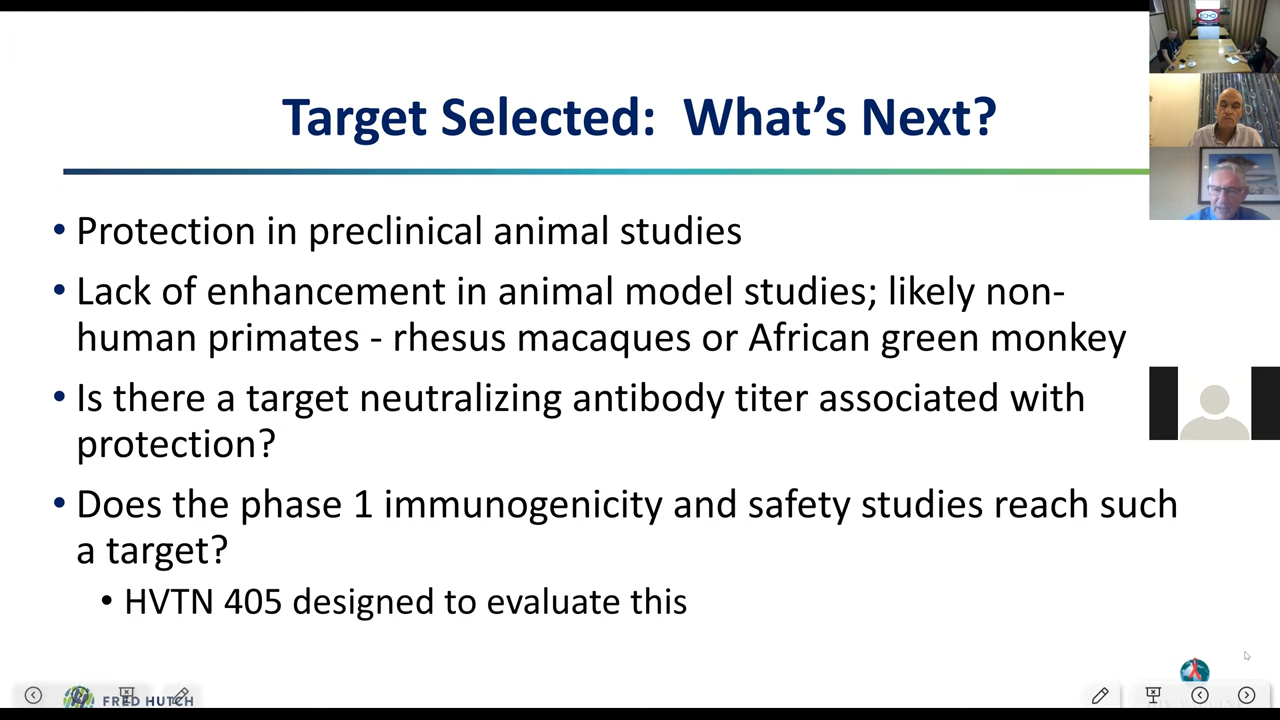 Target Selected: What's Next?
• Protection in preclinical animal studies
• Lack of enhancement in animal model studies; likely non-
human primates - rhesus macaques or African green monkey
• Is there a target neutralizing antibody titer associated with
protection?
• Does the phase 1 immunogenicity and safety studies reach such
a target?
• HVTN 405 designed to evaluate this
FRED HUTCH
ECHO